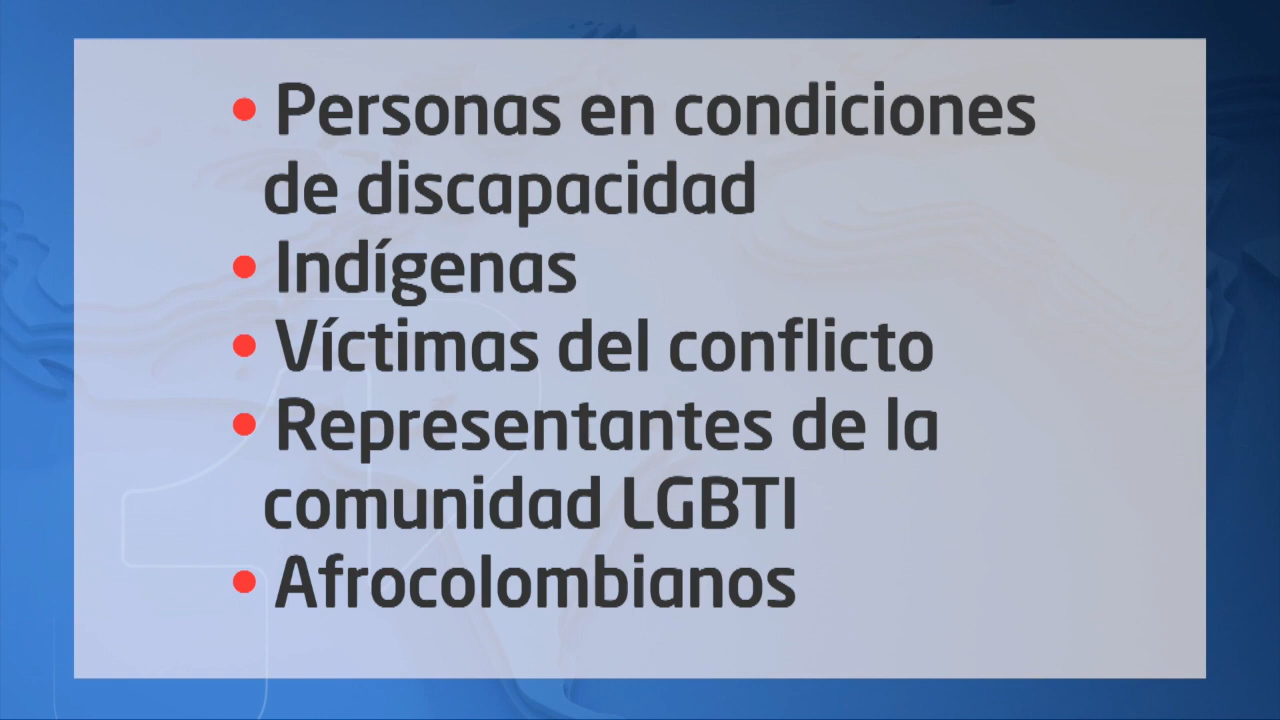 • Personas en condiciones
de discapacidad
• Indígenas
• Víctimas del conflicto
• Representantes de la
comunidad LGBTI
• Afrocolombianos